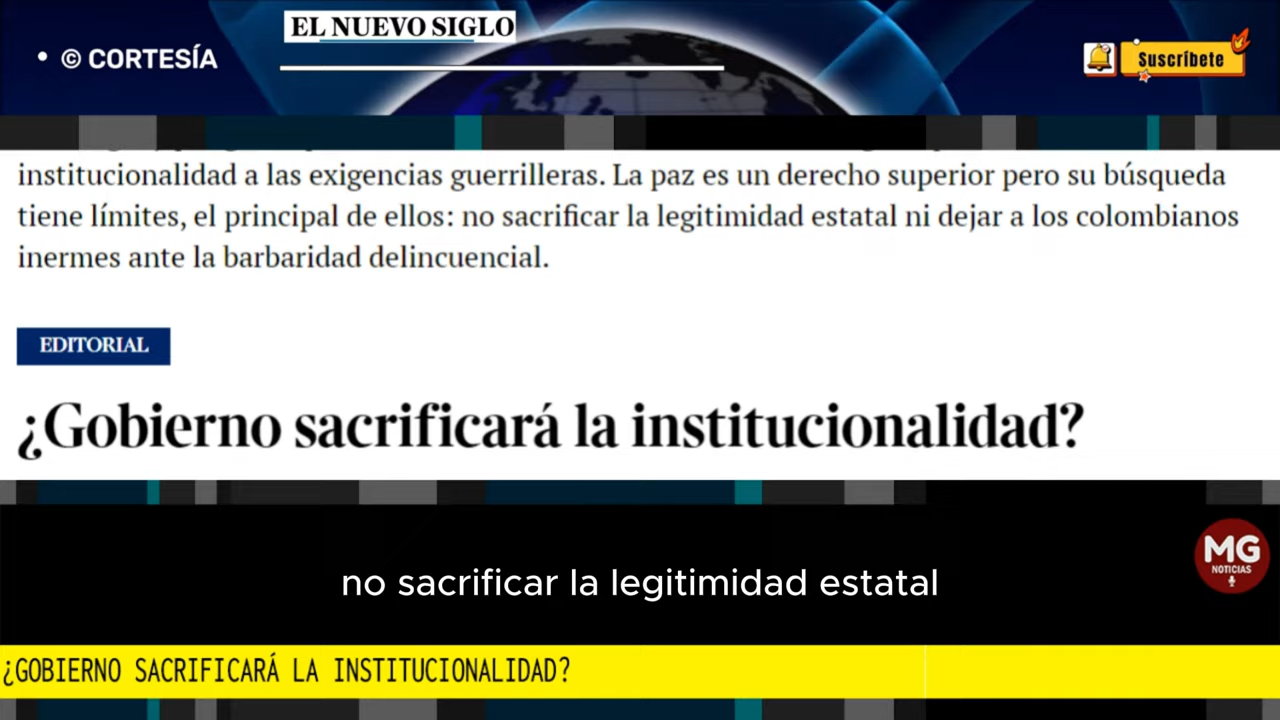 EL NUEVO SIGLO
• © CORTESÍA
Suscríbete
institucionalidad a las exigencias guerrilleras. La paz es un derecho superior pero su búsqueda
tiene límites, el principal de ellos: no sacrificar la legitimidad estatal ni dejar a los colombianos
inermes ante la barbaridad delincuencial.
EDITORIAL
¿Gobierno sacrificará la institucionalidad?
MG
NOTICIAS
no sacrificar la legitimidad estatal
¿GOBIERNO SACRIFICARÁ LA INSTITUCIONALIDAD?